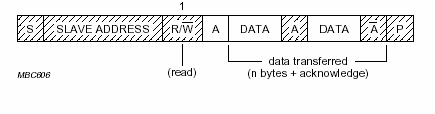 1
S SLAVE ADDRESS R/W̅ A DATA A DATA A̅ P
(read)
data transferred
(n bytes + acknowledge)
MBC606